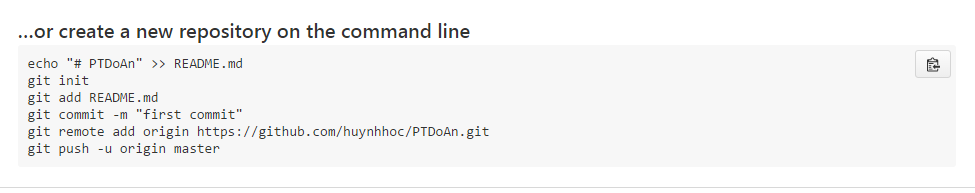 ...or create a new repository on the command line
echo "# PTDoAn" >> README.md
git init
git add README.md
git commit -m "first commit"
git remote add origin https://github.com/huynhhoc/PTDoAn.git
git push -u origin master